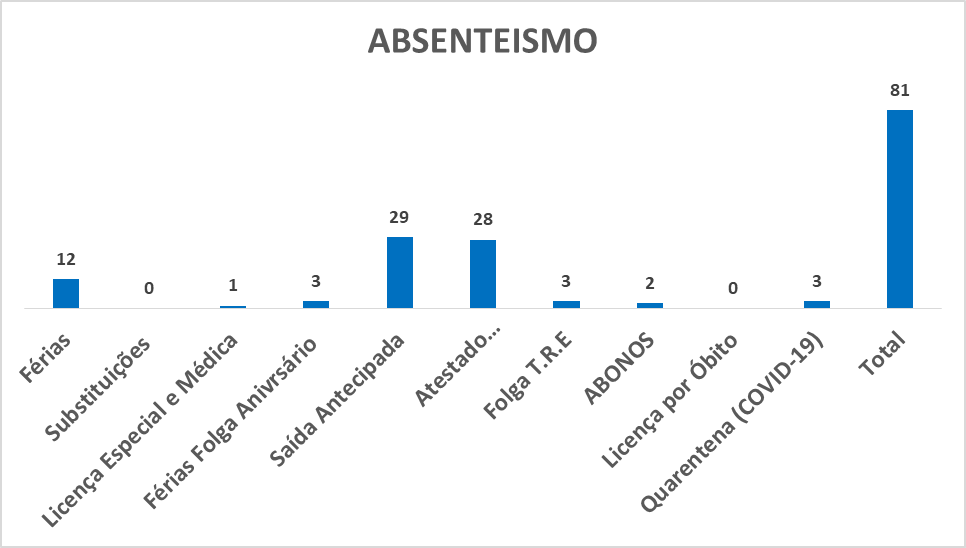 ABSENTEISMO
81
29
28
12
0
1
3
3
2
0
3
Férias
Substituições
Licença Especial e Médica
Férias Folga Anivrsário
Saída Antecipada
Atestado...
Folga T.R.E
ABONOS
Licença por Óbito
Quarentena (COVID-19)
Total